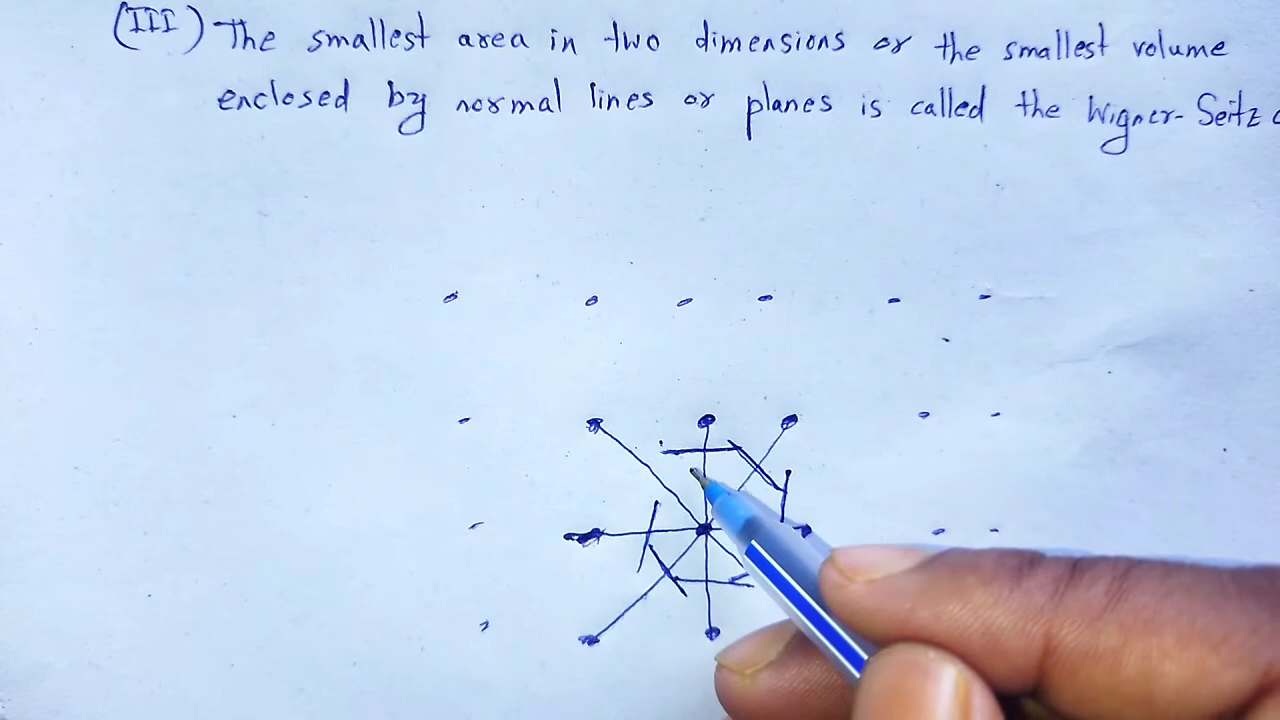 (III) The smallest area in two dimensions or the smallest volume
enclosed by normal lines or planes is called the Wigner-Seitz c